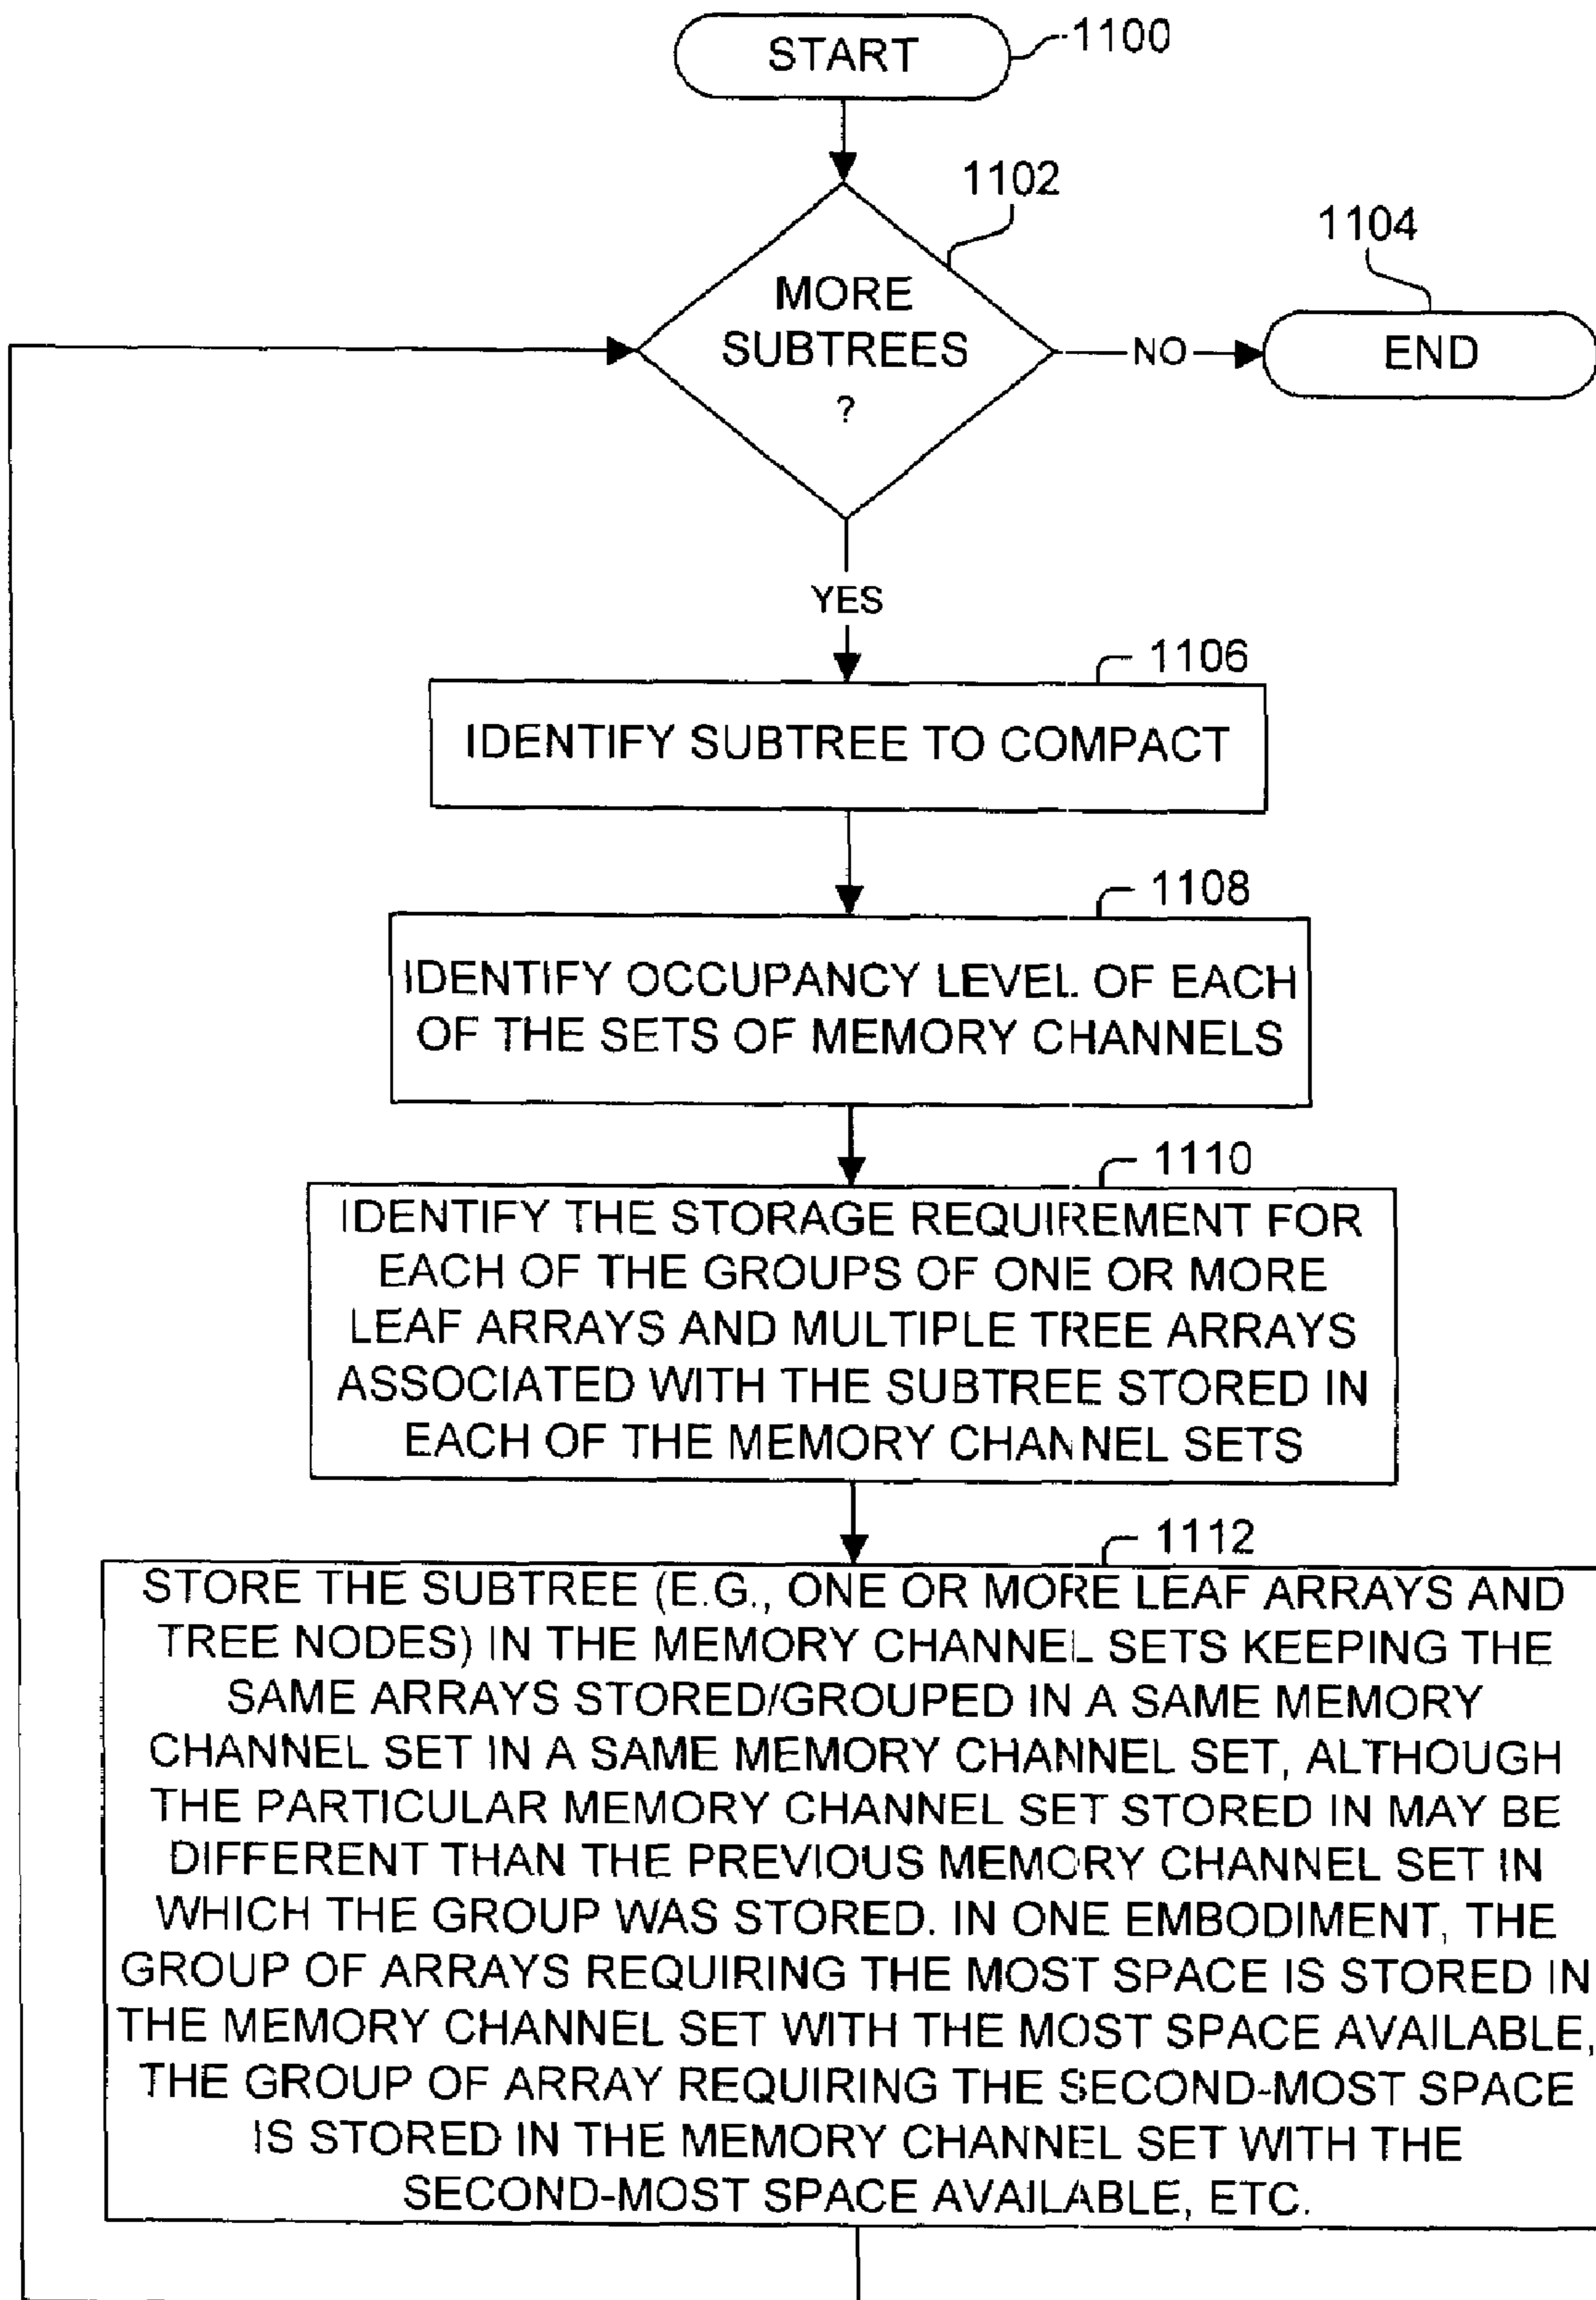 START
1100
1102
MORE
SUBTREES
?
NO
1104
END
YES
1106
IDENTIFY SUBTREE TO COMPACT
1108
IDENTIFY OCCUPANCY LEVEL OF EACH
OF THE SETS OF MEMORY CHANNELS
1110
IDENTIFY THE STORAGE REQUIREMENT FOR
EACH OF THE GROUPS OF ONE OR MORE
LEAF ARRAYS AND MULTIPLE TREE ARRAYS
ASSOCIATED WITH THE SUBTREE STORED IN
EACH OF THE MEMORY CHANNEL SETS
1112
STORE THE SUBTREE (E.G., ONE OR MORE LEAF ARRAYS AND
TREE NODES) IN THE MEMORY CHANNEL SETS KEEPING THE
SAME ARRAYS STORED/GROUPED IN A SAME MEMORY
CHANNEL SET IN A SAME MEMORY CHANNEL SET, ALTHOUGH
THE PARTICULAR MEMORY CHANNEL SET STORED IN MAY BE
DIFFERENT THAN THE PREVIOUS MEMORY CHANNEL SET IN
WHICH THE GROUP WAS STORED. IN ONE EMBODIMENT, THE
GROUP OF ARRAYS REQUIRING THE MOST SPACE IS STORED IN
THE MEMORY CHANNEL SET WITH THE MOST SPACE AVAILABLE,
THE GROUP OF ARRAY REQUIRING THE SECOND-MOST SPACE
IS STORED IN THE MEMORY CHANNEL SET WITH THE
SECOND-MOST SPACE AVAILABLE, ETC.